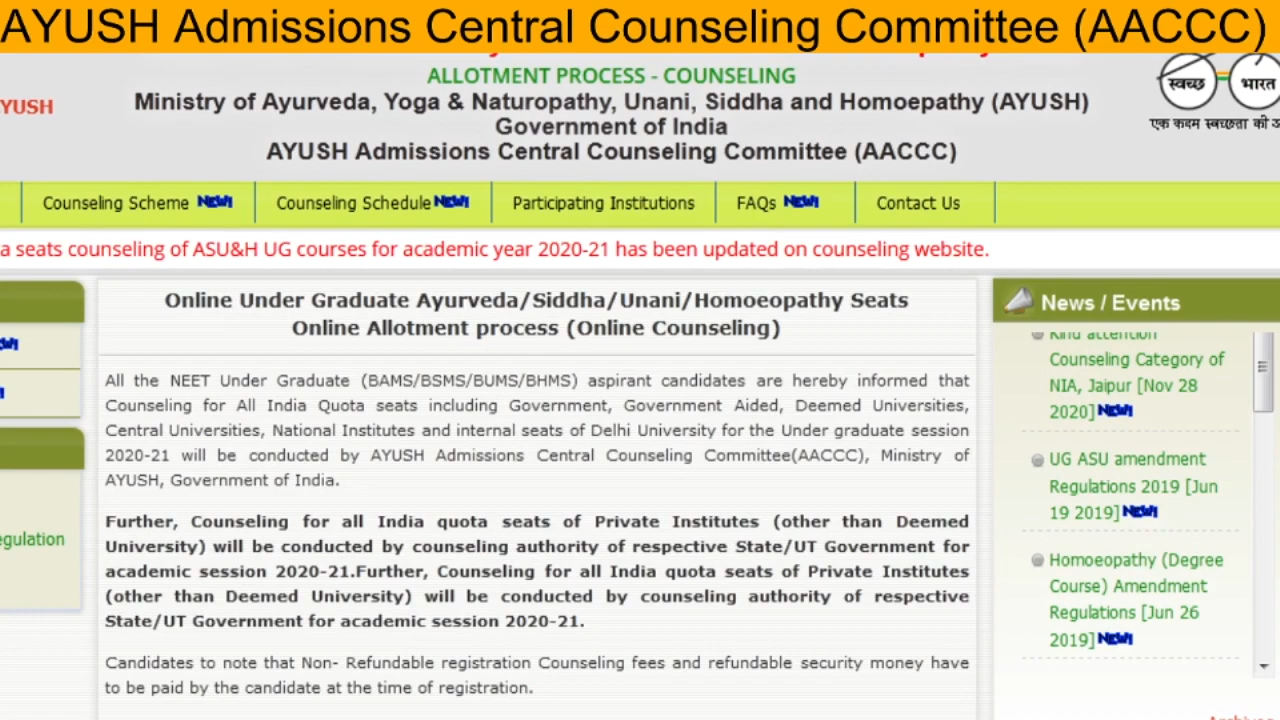 AYUSH Admissions Central Counseling Committee (AACCC)
ALLOTMENT PROCESS - COUNSELING
YUSH
Ministry of Ayurveda, Yoga & Naturopathy, Unani, Siddha and Homoepathy (AYUSH)
Government of India
AYUSH Admissions Central Counseling Committee (AACCC)
स्वच्छ भारत
एक कदम स्वच्छता की
Counseling Scheme NEW!
Counseling Schedule NEW!
Participating Institutions
FAQs NEW!
Contact Us
a seats counseling of ASU&H UG courses for academic year 2020-21 has been updated on counseling website.
egulation
Online Under Graduate Ayurveda/Siddha/Unani/Homoeopathy Seats
Online Allotment process (Online Counseling)
All the NEET Under Graduate (BAMS/BSMS/BUMS/BHMS) aspirant candidates are hereby informed that
Counseling for All India Quota seats including Government, Government Aided, Deemed Universities,
Central Universities, National Institutes and internal seats of Delhi University for the Under graduate session
2020-21 will be conducted by AYUSH Admissions Central Counseling Committee(AACCC), Ministry of
AYUSH, Government of India.
Further, Counseling for all India quota seats of Private Institutes (other than Deemed
University) will be conducted by counseling authority of respective State/UT Government for
academic session 2020-21.Further, Counseling for all India quota seats of Private Institutes
(other than Deemed University) will be conducted by counseling authority of respective
State/UT Government for academic session 2020-21.
Candidates to note that Non- Refundable registration Counseling fees and refundable security money have
to be paid by the candidate at the time of registration.
News / Events
Kind attention
Counseling Category of
NIA, Jaipur [Nov 28
2020] NEW!
UG ASU amendment
Regulations 2019 [Jun
19 2019] NEW!
Homoeopathy (Degree
Course) Amendment
Regulations [Jun 26
2019] NEW!